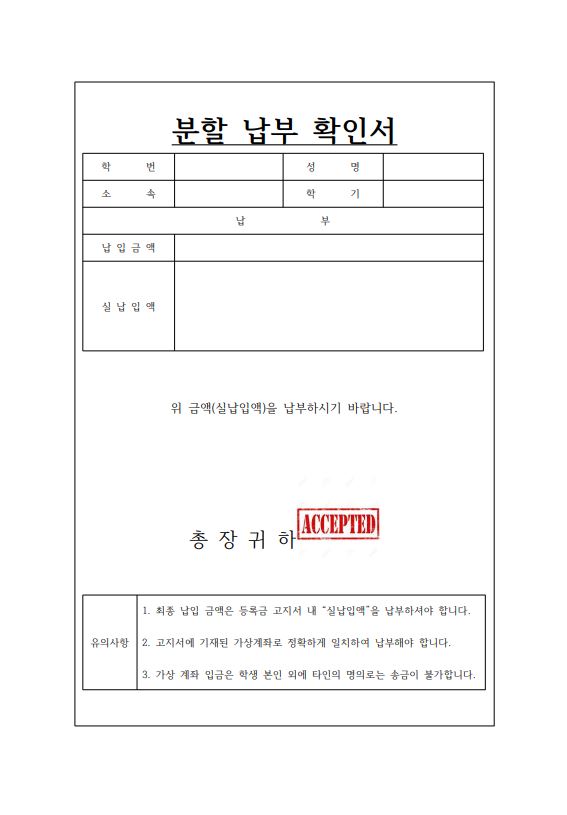 분할 납부 확인서
학 번 성 명
소 속 학 기
납 부
납 입 금 액
실 납 입 액
위 금액(실납입액)을 납부하시기 바랍니다.
총 장 귀 하 ACCEPTED
유의사항
1. 최종 납입 금액은 등록금 고지서 내 “실납입액”을 납부하셔야 합니다.
2. 고지서에 기재된 가상계좌로 정확하게 일치하여 납부해야 합니다.
3. 가상 계좌 입금은 학생 본인 외에 타인의 명의로는 송금이 불가합니다.